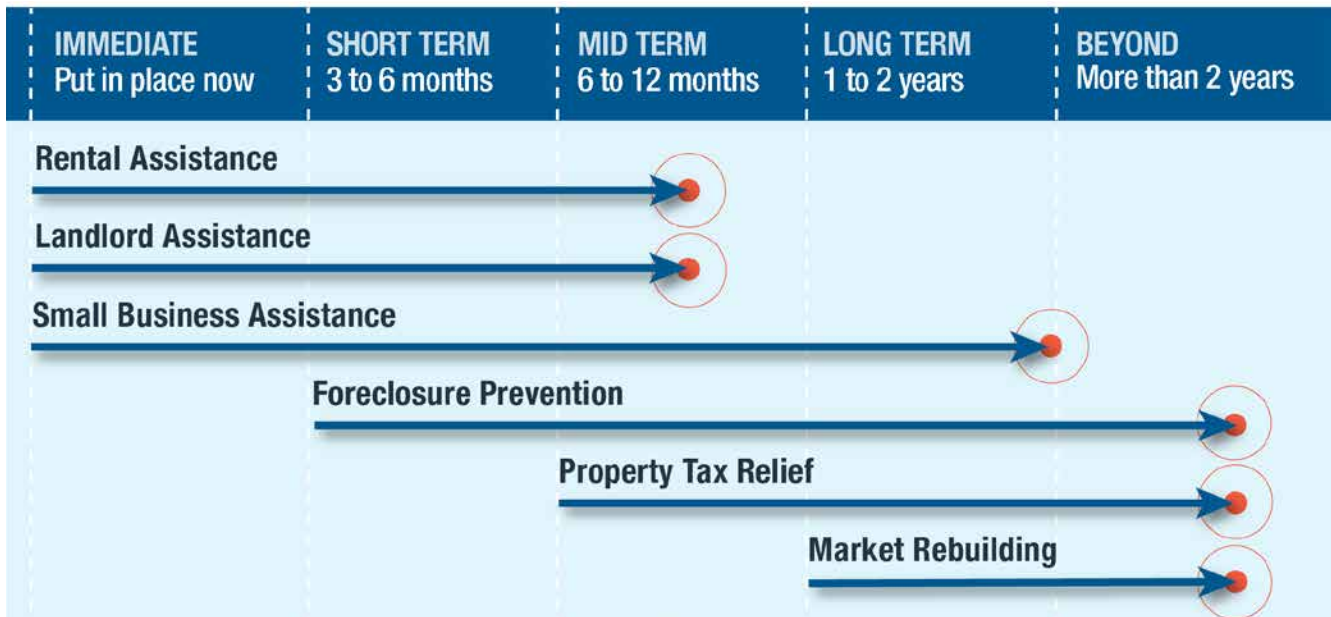 IMMEDIATE
Put in place now
SHORT TERM
3 to 6 months
MID TERM
6 to 12 months
LONG TERM
1 to 2 years
BEYOND
More than 2 years
Rental Assistance
Landlord Assistance
Small Business Assistance
Foreclosure Prevention
Property Tax Relief
Market Rebuilding